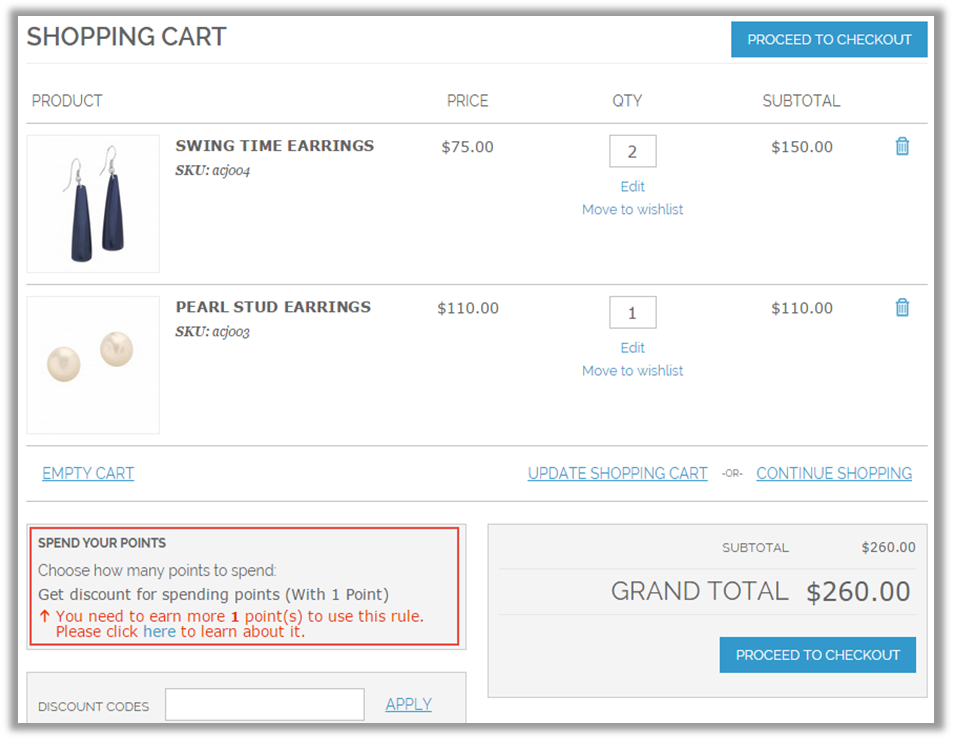 SHOPPING CART
PROCEED TO CHECKOUT
PRODUCT PRICE QTY SUBTOTAL
SWING TIME EARRINGS $75.00 2 $150.00
SKU: acjo04
Edit
Move to wishlist
PEARL STUD EARRINGS $110.00 1 $110.00
SKU: acjo03
Edit
Move to wishlist
EMPTY CART UPDATE SHOPPING CART -OR- CONTINUE SHOPPING
SPEND YOUR POINTS
Choose how many points to spend:
Get discount for spending points (With 1 Point)
↑ You need to earn more 1 point(s) to use this rule.
Please click here to learn about it.
SUBTOTAL $260.00
GRAND TOTAL $260.00
PROCEED TO CHECKOUT
DISCOUNT CODES APPLY